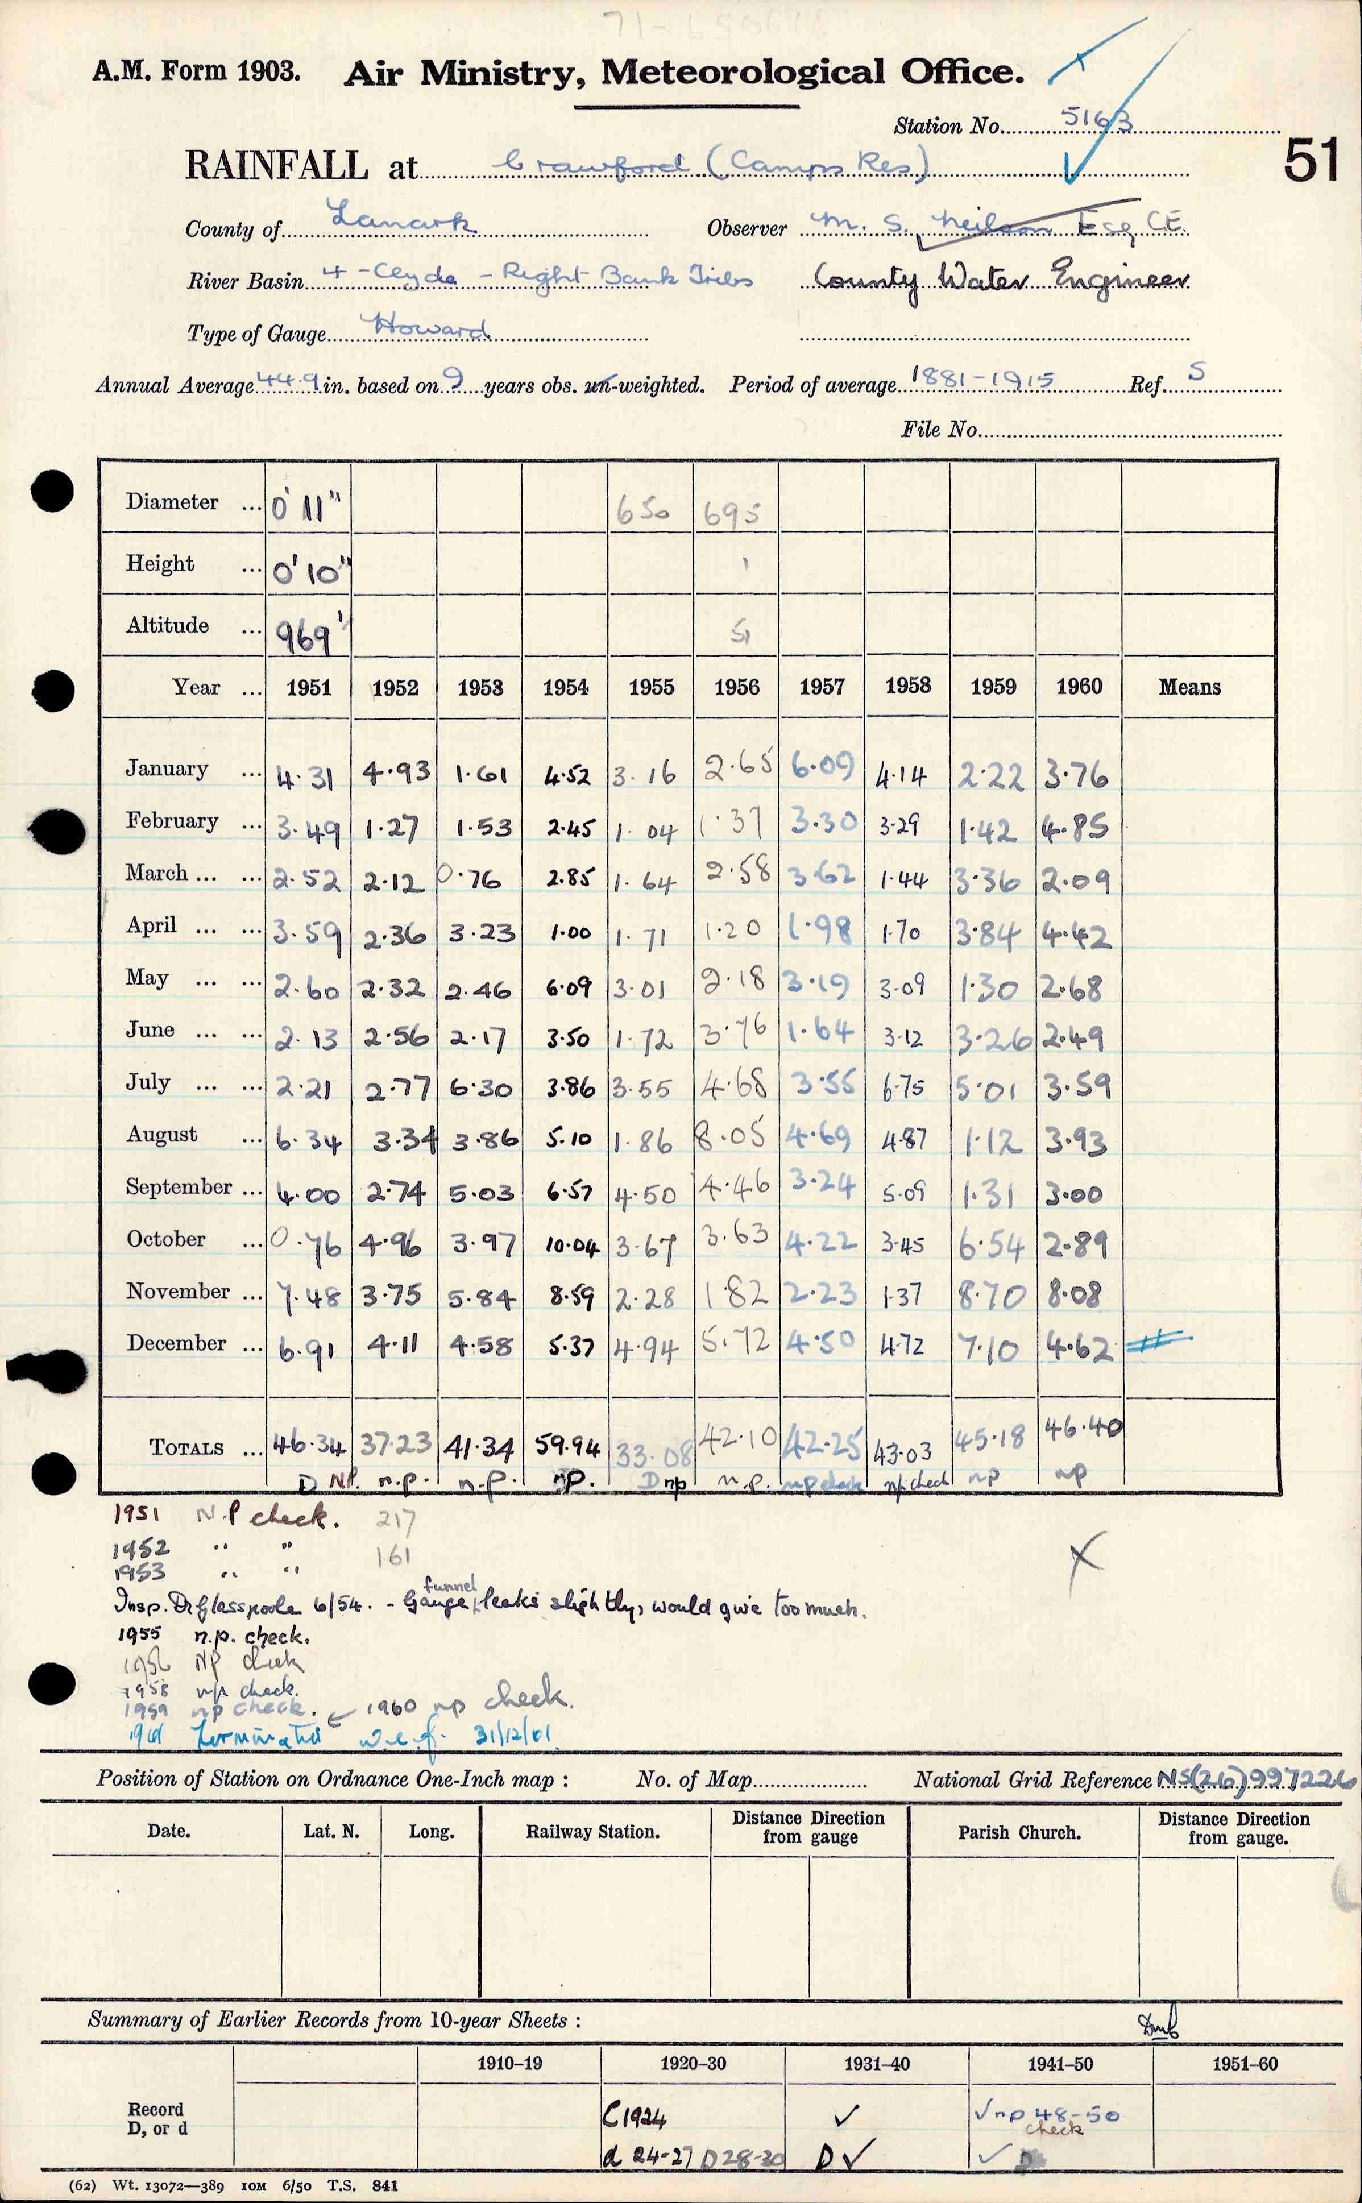 A.M. Form 1903. Air Ministry, Meteorological Office.
Station No. 5163
51
RAINFALL at Crawford (Camps Res)
County of Lanark Observer M. S. Neilson Esq CE.
River Basin 4 - Clyde - Right Bank Tribs County Water Engineer
Type of Gauge Howard
Annual Average 44.9 in. based on 9 years obs. un-weighted. Period of average 1881-1915 Ref. S
File No.
Diameter ... 0' 11" 650 695
Height ... 0' 10" 1
Altitude ... 969' 51
Year ... 1951 1952 1953 1954 1955 1956 1957 1958 1959 1960 Means
January ... 4.31 4.93 1.61 4.52 3.16 2.65 6.09 4.14 2.22 3.76
February ... 3.49 1.27 1.53 2.45 1.04 1.37 3.30 3.29 1.42 4.85
March ... ... 2.52 2.12 0.76 2.85 1.64 2.58 3.62 1.44 3.36 2.09
April ... ... 3.59 2.36 3.23 1.00 1.71 1.20 1.98 1.70 3.84 4.42
May ... ... 2.60 2.32 2.46 6.09 3.01 2.18 3.19 3.09 1.30 2.68
June ... ... 2.13 2.56 2.17 3.50 1.72 3.76 1.64 3.12 3.26 2.49
July ... ... 2.21 2.77 6.30 3.86 3.55 4.68 3.55 6.75 5.01 3.59
August ... 6.34 3.34 3.86 5.10 1.86 8.05 4.69 4.87 1.12 3.93
September ... 4.00 2.74 5.03 6.57 4.50 4.46 3.24 5.09 1.31 3.00
October ... 0.76 4.96 3.97 10.04 3.67 3.63 4.22 3.45 6.54 2.89
November ... 7.48 3.75 5.84 8.59 2.28 1.82 2.23 1.37 8.70 8.08
December ... 6.91 4.11 4.58 5.37 4.94 5.72 4.50 4.72 7.10 4.62
TOTALS ... 46.34 37.23 41.34 59.94 33.08 42.10 42.25 43.03 45.18 46.40
D NP. n.p. n.p. np. D np n.p. np check np check np np
1951 N.P check. 217
1952 " " 161
1953 " "
Insp. Dr Glasspoole 6/54. - Gauge funnel leaks slightly, would give too much.
1955 n.p. check.
1956 NP check
1958 n/p check.
1959 np check. 1960 np check.
1961 Terminated w.e.f. 31/12/61
Position of Station on Ordnance One-Inch map : No. of Map National Grid Reference NS(26)997226
Date. Lat. N. Long. Railway Station. Distance Direction from gauge Parish Church. Distance Direction from gauge.
Summary of Earlier Records from 10-year Sheets :
1910-19 1920-30 1931-40 1941-50 1951-60
Record D, or d C1924 ✓ ✓ np 48-50 check
d 24-27 D 28-30 D ✓ ✓ D
(62) Wt. 13072-389 10M 6/50 T.S. 841